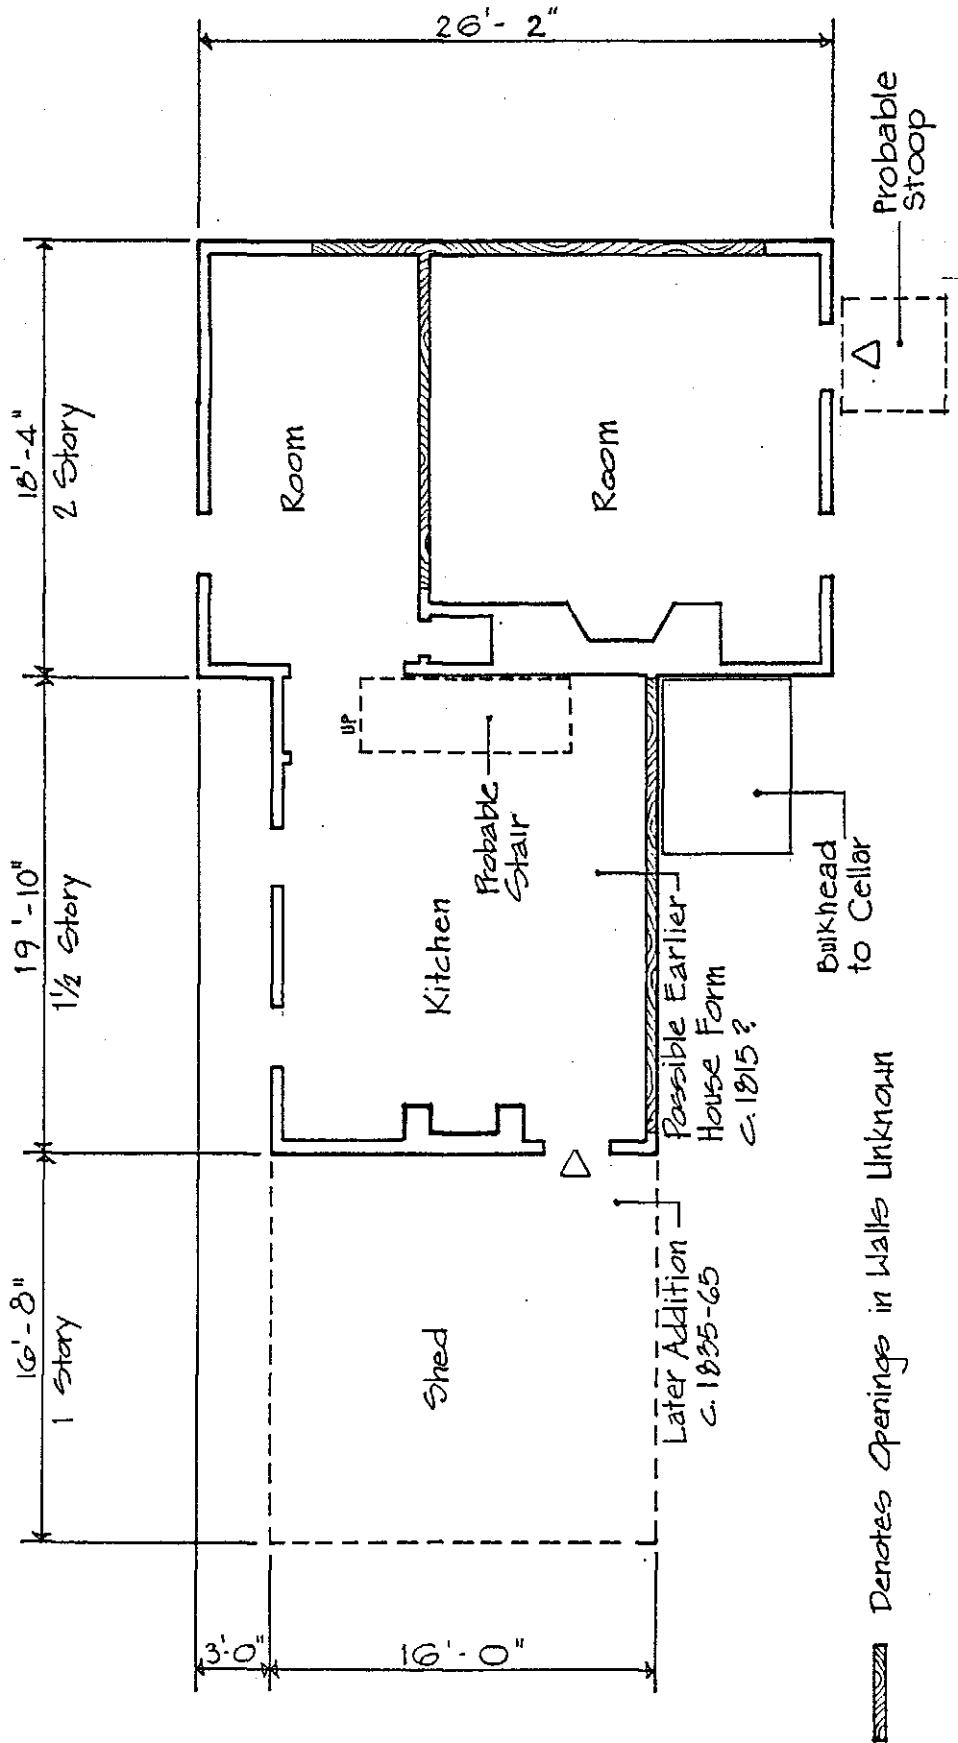 26'- 2"
18'-4"
2 Story
19'-10"
1½ Story
16'-8"
1 Story
3'-0"
16'-0"
Room
Room
UP
Probable
Stair
Kitchen
Shed
Probable
Stoop
Bulkhead
to Cellar
Possible Earlier
House Form
C. 1815?
Later Addition
C. 1835-65
Denotes Openings in Walls Unknown